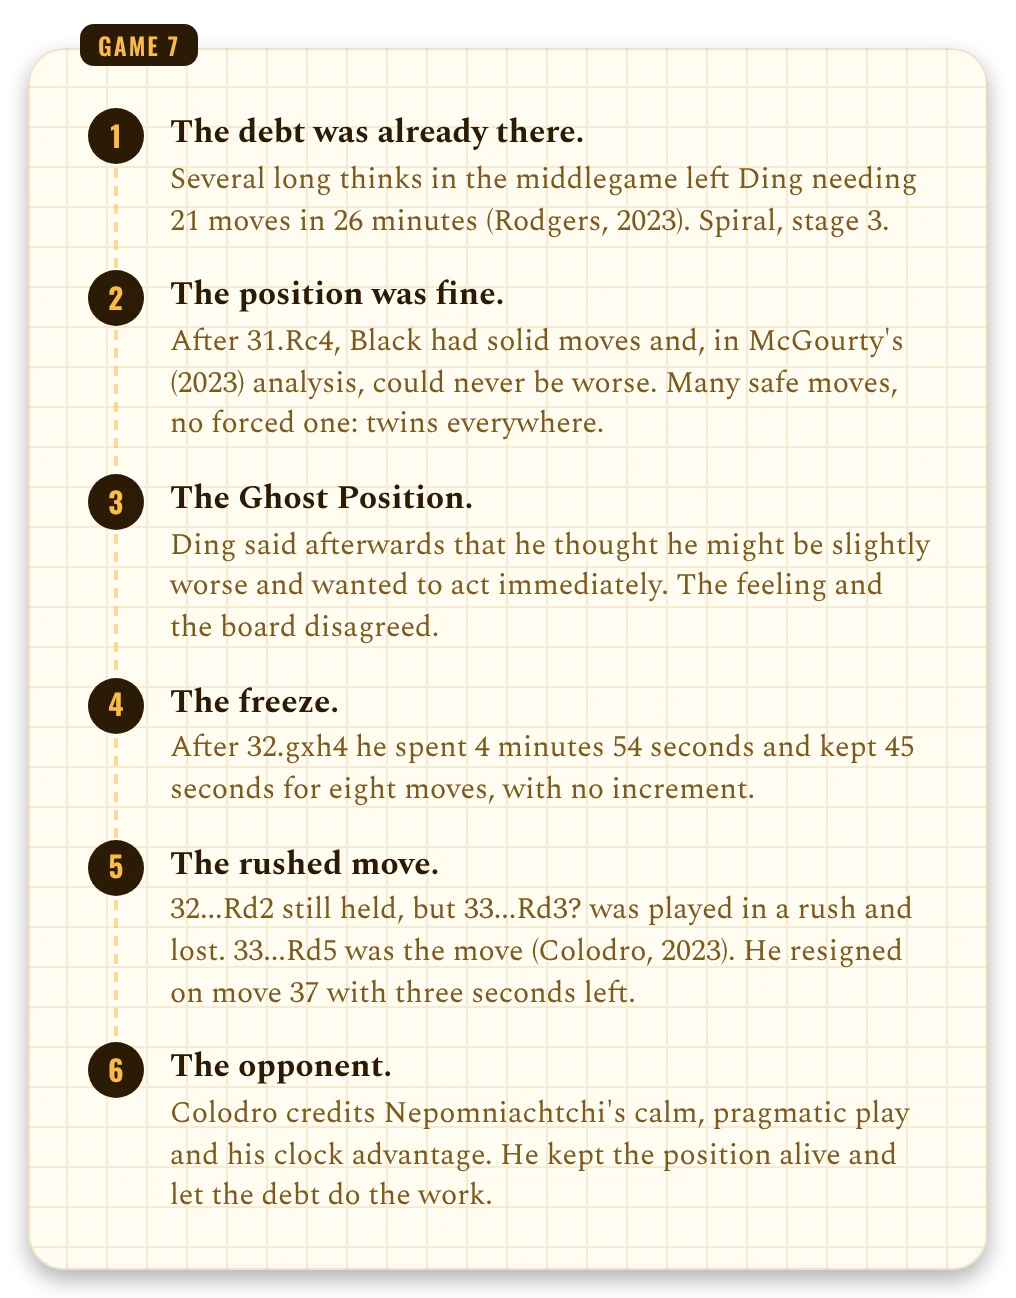 GAME 7
1
The debt was already there.
Several long thinks in the middlegame left Ding needing
21 moves in 26 minutes (Rodgers, 2023). Spiral, stage 3.
2
The position was fine.
After 31.Rc4, Black had solid moves and, in McGourty's
(2023) analysis, could never be worse. Many safe moves,
no forced one: twins everywhere.
3
The Ghost Position.
Ding said afterwards that he thought he might be slightly
worse and wanted to act immediately. The feeling and
the board disagreed.
4
The freeze.
After 32.gxh4 he spent 4 minutes 54 seconds and kept 45
seconds for eight moves, with no increment.
5
The rushed move.
32...Rd2 still held, but 33...Rd3? was played in a rush and
lost. 33...Rd5 was the move (Colodro, 2023). He resigned
on move 37 with three seconds left.
6
The opponent.
Colodro credits Nepomniachtchi's calm, pragmatic play
and his clock advantage. He kept the position alive and
let the debt do the work.